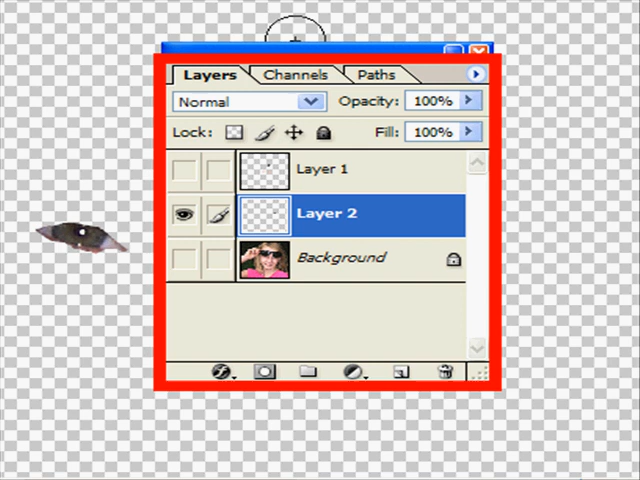 Layers Channels Paths
Normal Opacity: 100%
Lock: Fill: 100%
Layer 1
Layer 2
Background